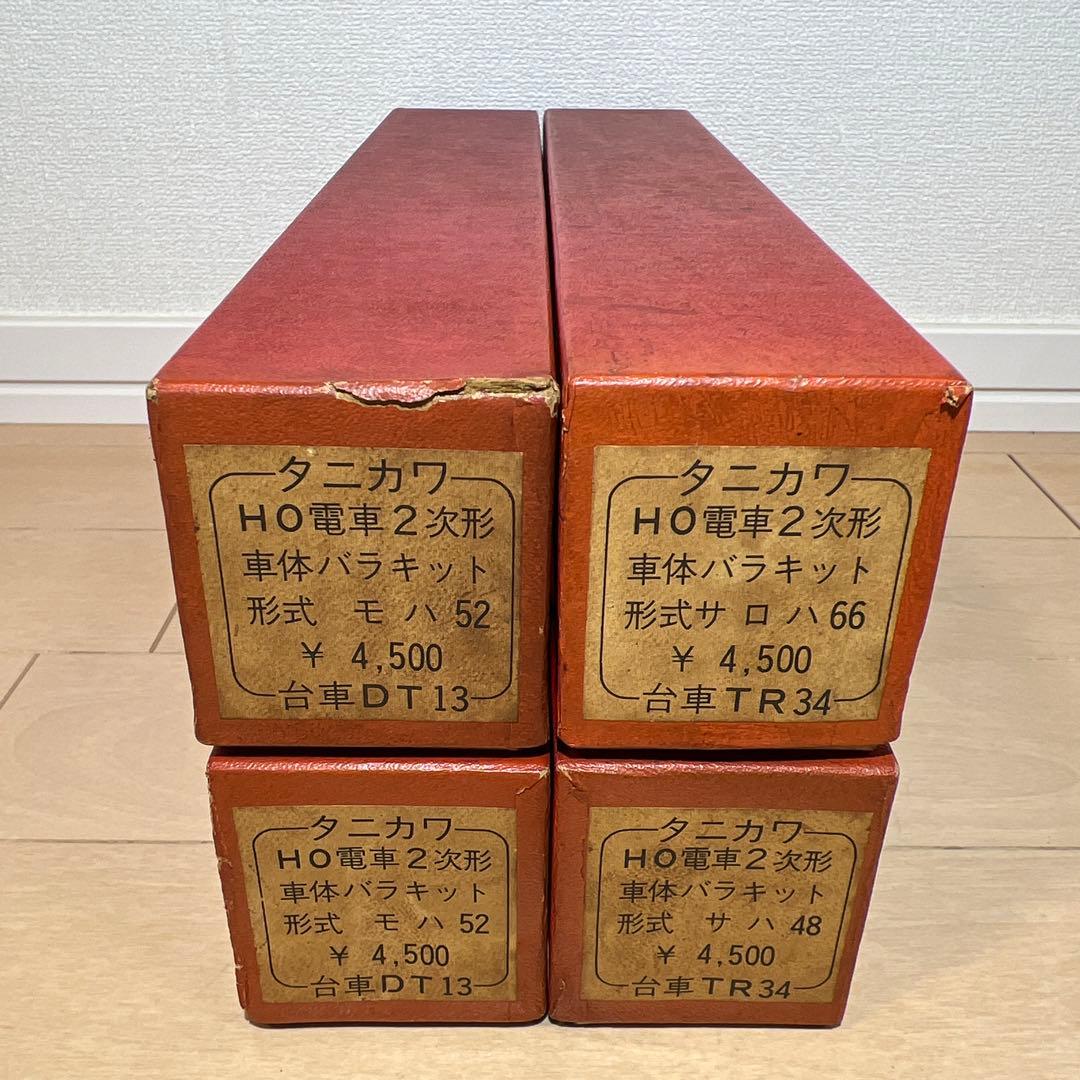 タニカワ
HO電車2次形
車体バラキット
形式 モハ52
¥ 4,500
台車DT13
タニカワ
HO電車2次形
車体バラキット
形式サロハ66
¥ 4,500
台車TR34
タニカワ
HO電車2次形
車体バラキット
形式 モハ52
¥ 4,500
台車DT13
タニカワ
HO電車2次形
車体バラキット
形式 サハ48
¥ 4,500
台車TR34